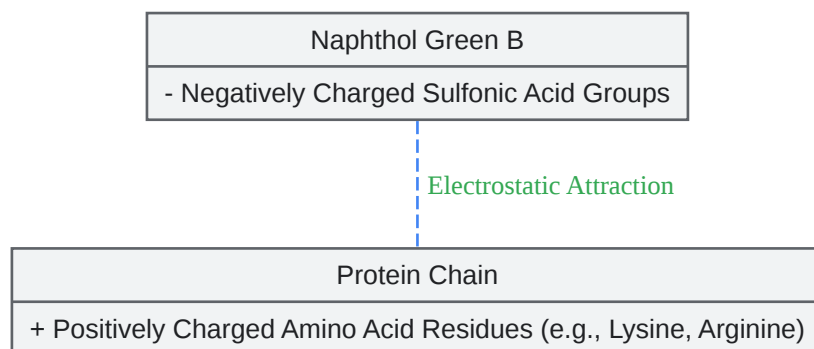 Naphthol Green B
- Negatively Charged Sulfonic Acid Groups
Electrostatic Attraction
Protein Chain
+ Positively Charged Amino Acid Residues (e.g., Lysine, Arginine)